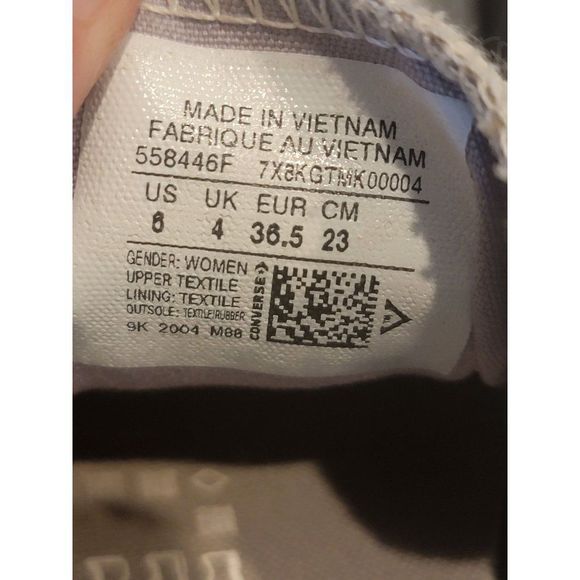 MADE IN VIETNAM
FABRIQUE AU VIETNAM
558446F 7X8KGTMK00004
US UK EUR CM
6 4 36.5 23
GENDER: WOMEN
UPPER TEXTILE
LINING: TEXTILE
OUTSOLE: TEXTILE/RUBBER
9K 2004 M88
CONVERSE